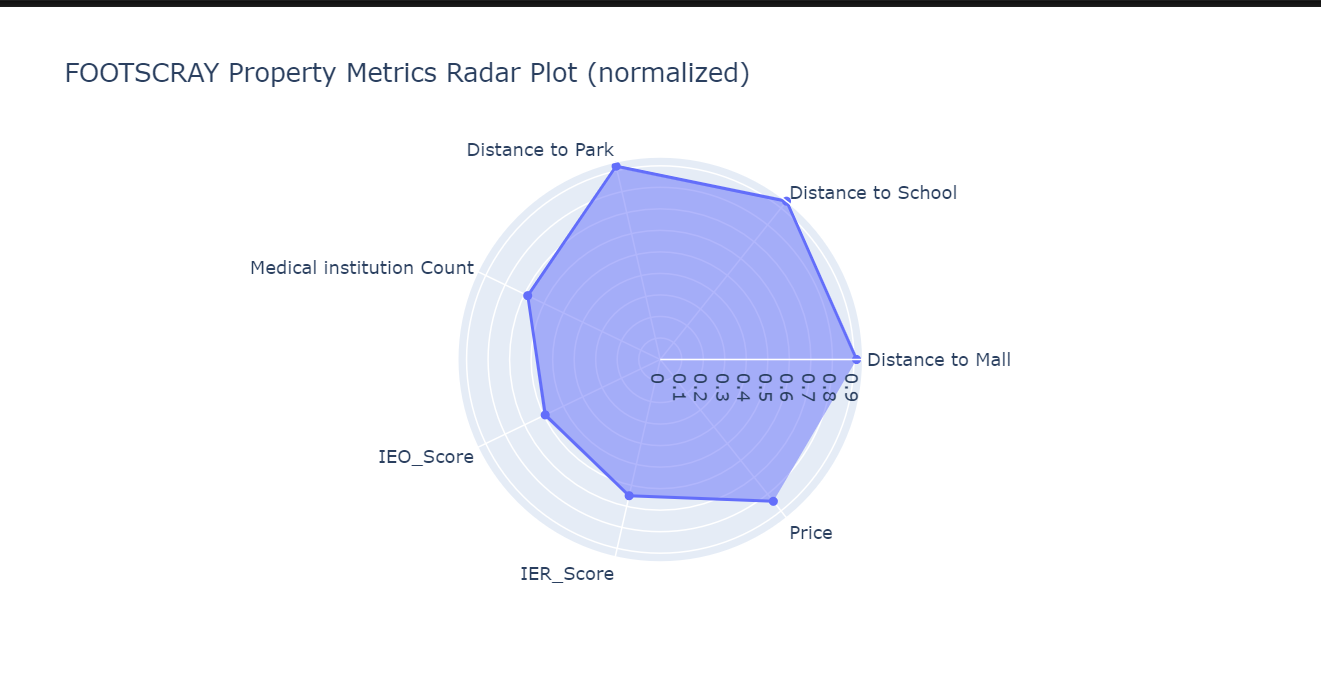 FOOTSCRAY Property Metrics Radar Plot (normalized)
Distance to Park
Distance to School
Medical institution Count
Distance to Mall
0
0.1
0.2
0.3
0.4
0.5
0.6
0.7
0.8
0.9
IEO_Score
Price
IER_Score